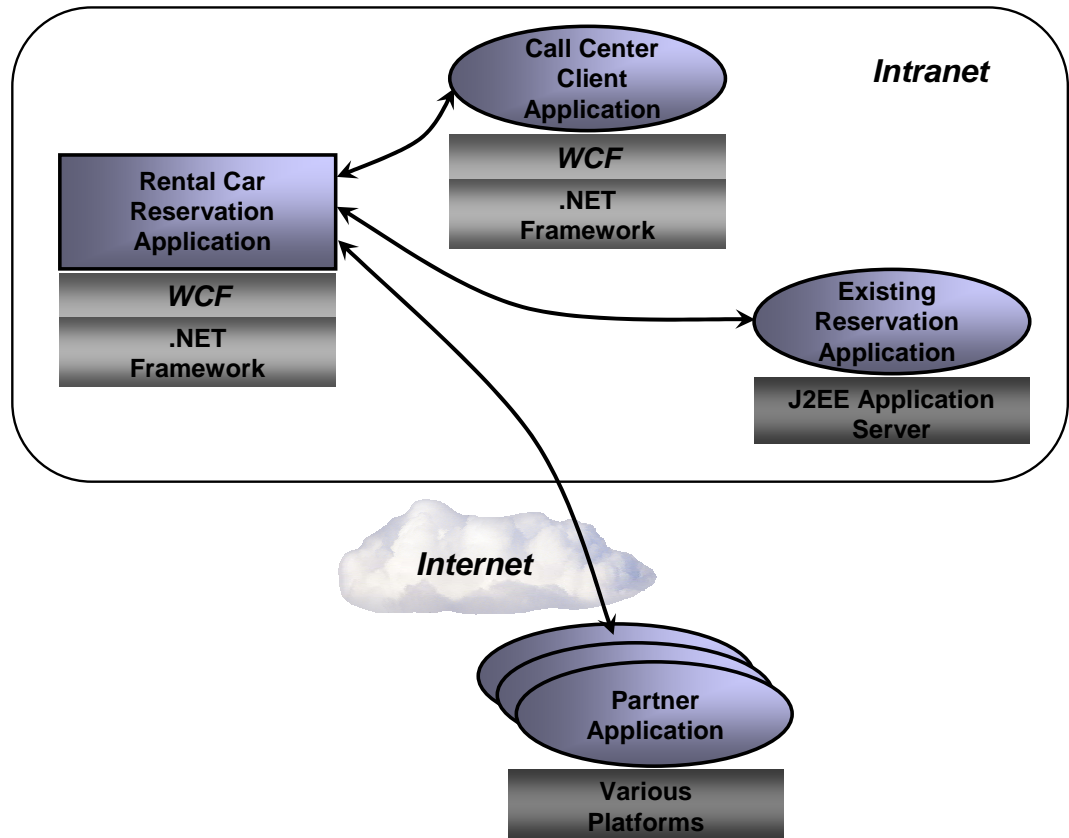 Call Center
Client
Application
Intranet
WCF
.NET
Framework
Rental Car
Reservation
Application
WCF
.NET
Framework
Existing
Reservation
Application
J2EE Application
Server
Internet
Partner
Application
Various
Platforms